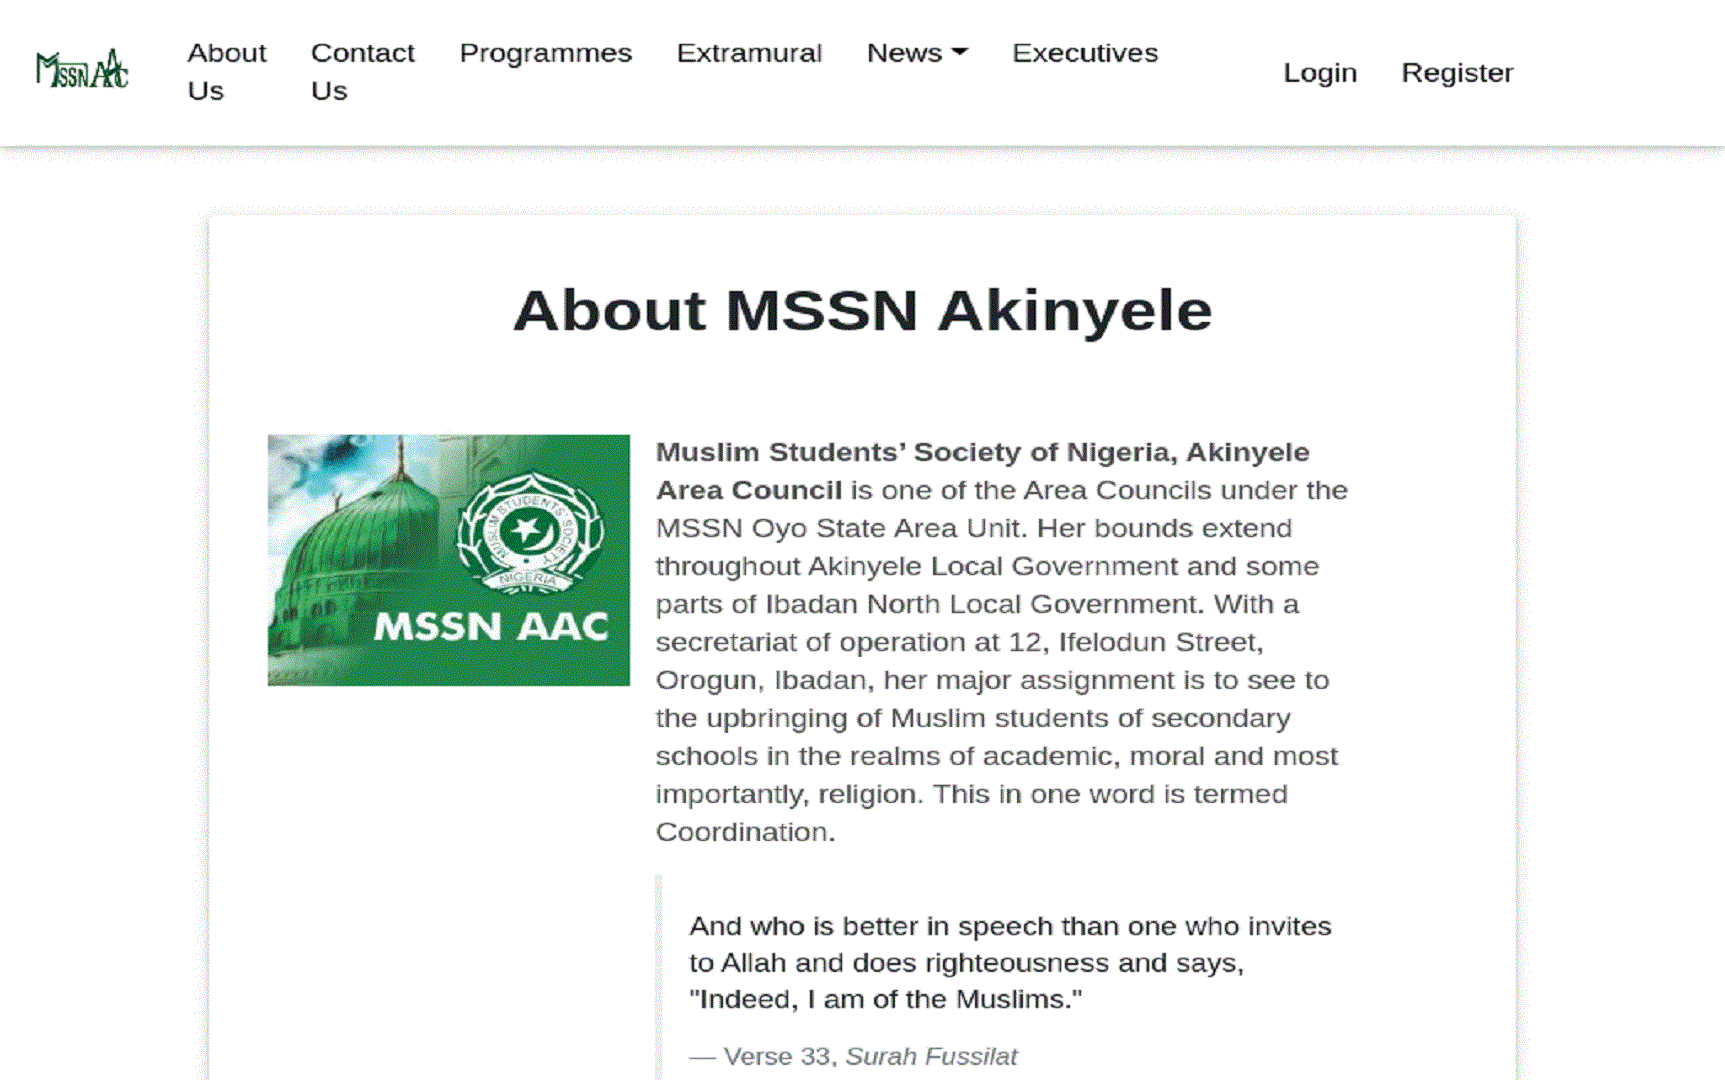 MSSN AAC
About Us
Contact Us
Programmes
Extramural
News
Executives
Login
Register
About MSSN Akinyele
MUSLIM STUDENTS' SOCIETY
NIGERIA
MSSN AAC
Muslim Students’ Society of Nigeria, Akinyele
Area Council is one of the Area Councils under the
MSSN Oyo State Area Unit. Her bounds extend
throughout Akinyele Local Government and some
parts of Ibadan North Local Government. With a
secretariat of operation at 12, Ifelodun Street,
Orogun, Ibadan, her major assignment is to see to
the upbringing of Muslim students of secondary
schools in the realms of academic, moral and most
importantly, religion. This in one word is termed
Coordination.
And who is better in speech than one who invites
to Allah and does righteousness and says,
"Indeed, I am of the Muslims."
— Verse 33, Surah Fussilat